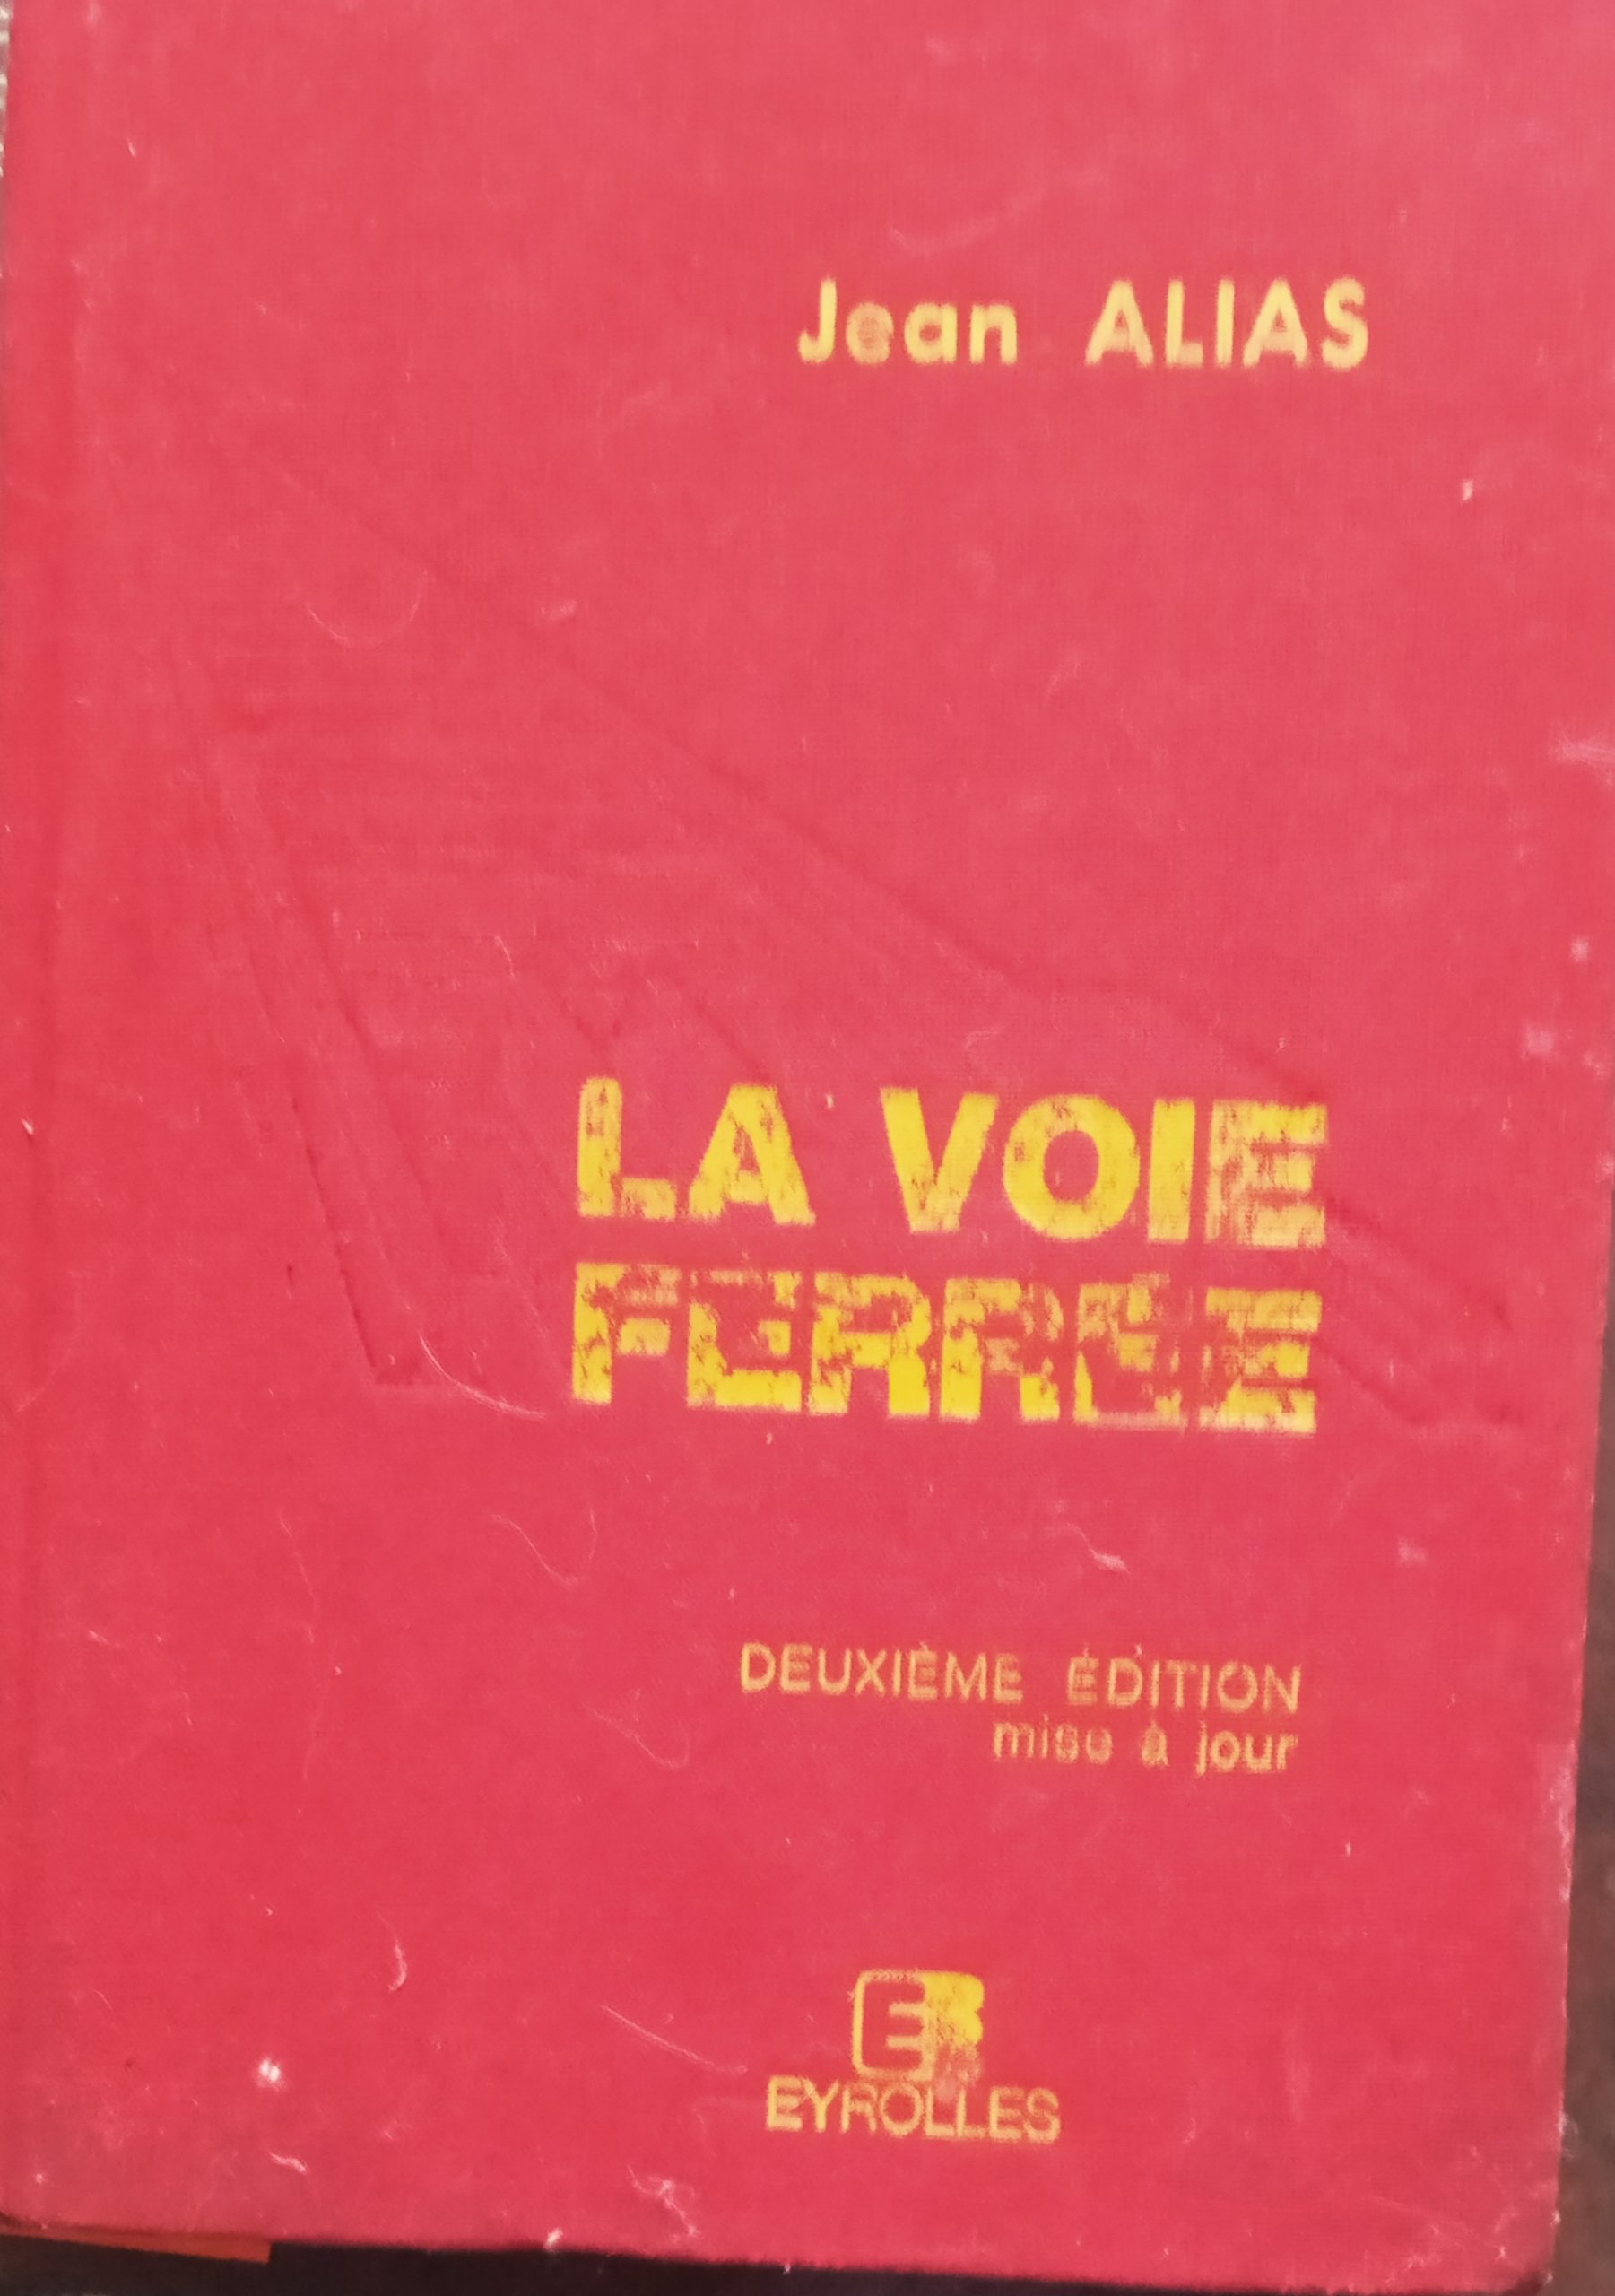 Jean ALIAS
LA VOIE
FERRÉE
DEUXIÈME ÉDITION
mise à jour
E
EYROLLES